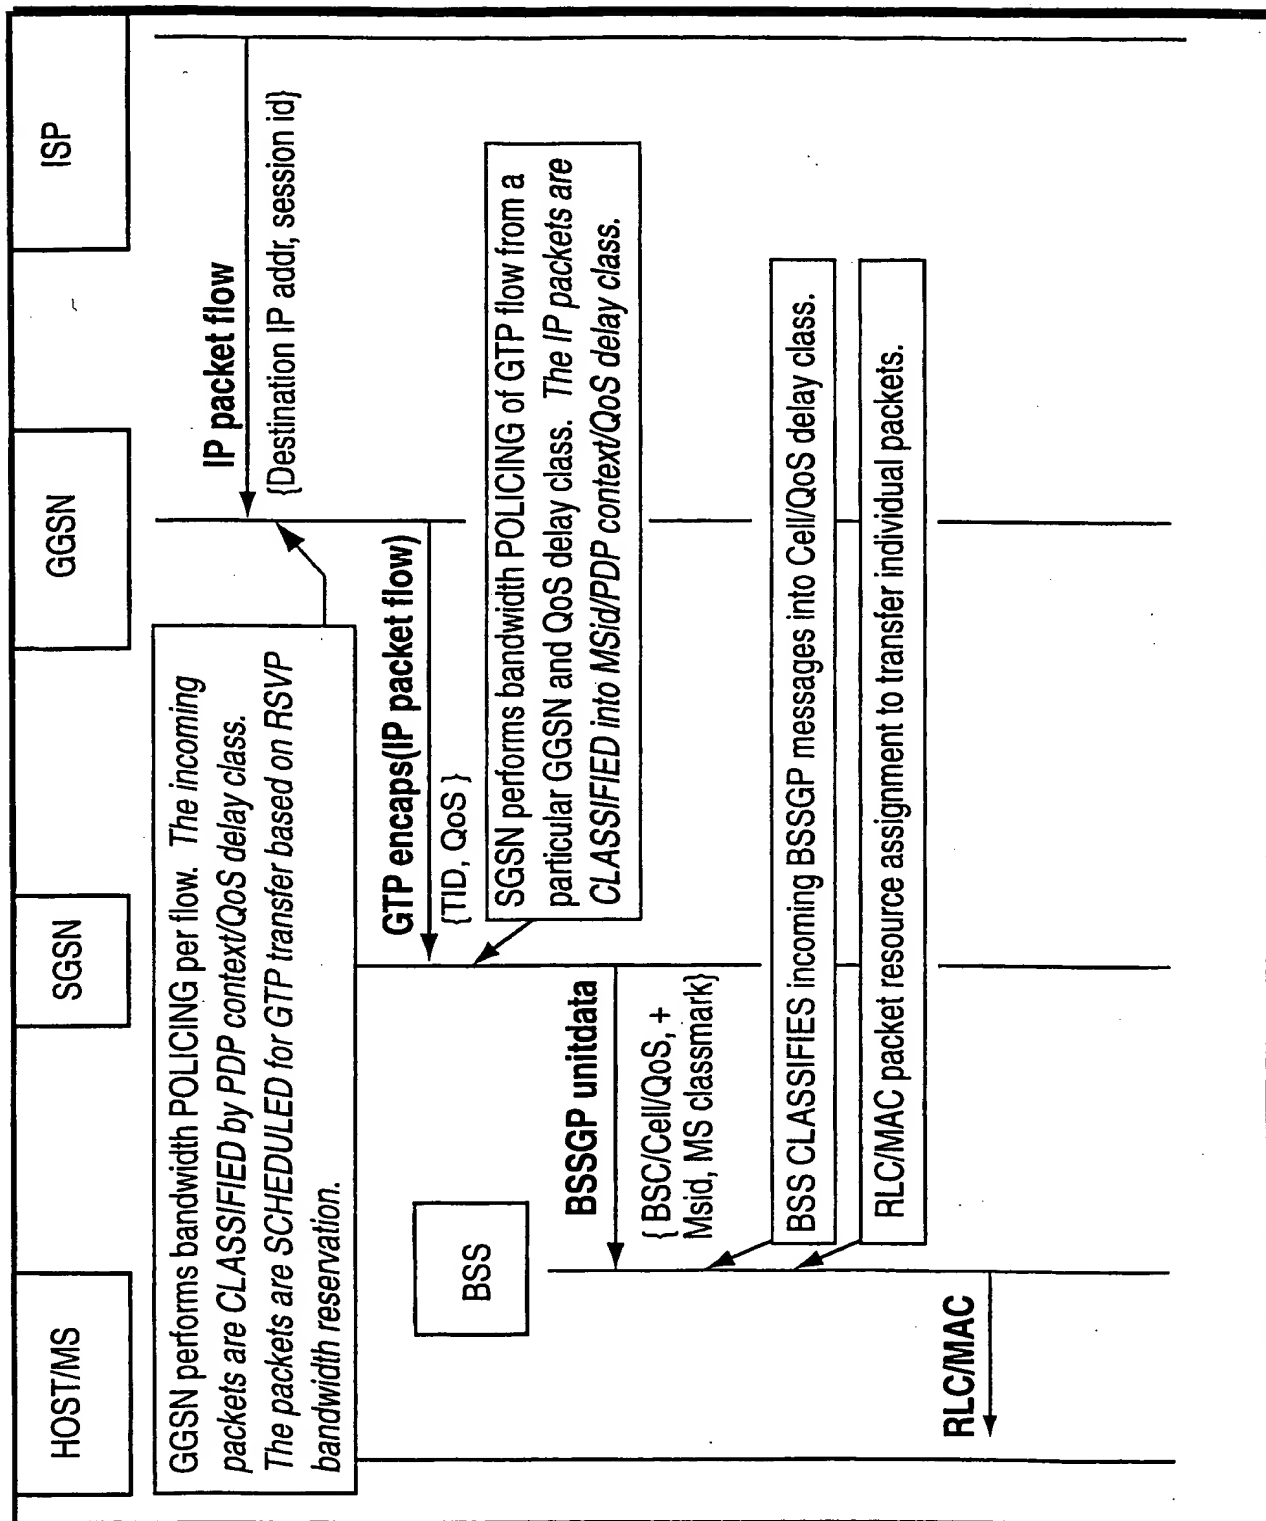 HOST/MS
SGSN
GGSN
ISP
GGSN performs bandwidth POLICING per flow. The incoming
packets are CLASSIFIED by PDP context/QoS delay class.
The packets are SCHEDULED for GTP transfer based on RSVP
bandwidth reservation.
IP packet flow
{Destination IP addr, session id}
GTP encaps(IP packet flow)
{TID, QoS }
SGSN performs bandwidth POLICING of GTP flow from a
particular GGSN and QoS delay class. The IP packets are
CLASSIFIED into MSid/PDP context/QoS delay class.
BSS
BSSGP unitdata
{ BSC/Cell/QoS, +
Msid, MS classmark}
BSS CLASSIFIES incoming BSSGP messages into Cell/QoS delay class.
RLC/MAC packet resource assignment to transfer individual packets.
RLC/MAC